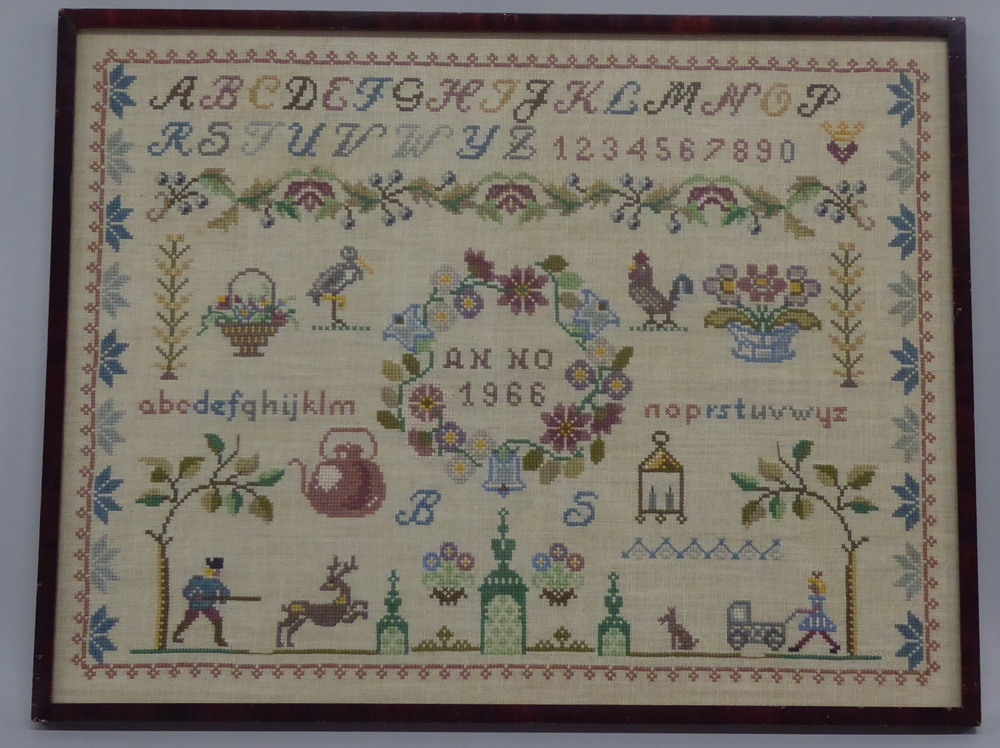 ABCDEFGHIJKLMNOP
RSTUVWYZ 1234567890
AN NO
1966
abcdefghijklm
noprstuvwyz
B S